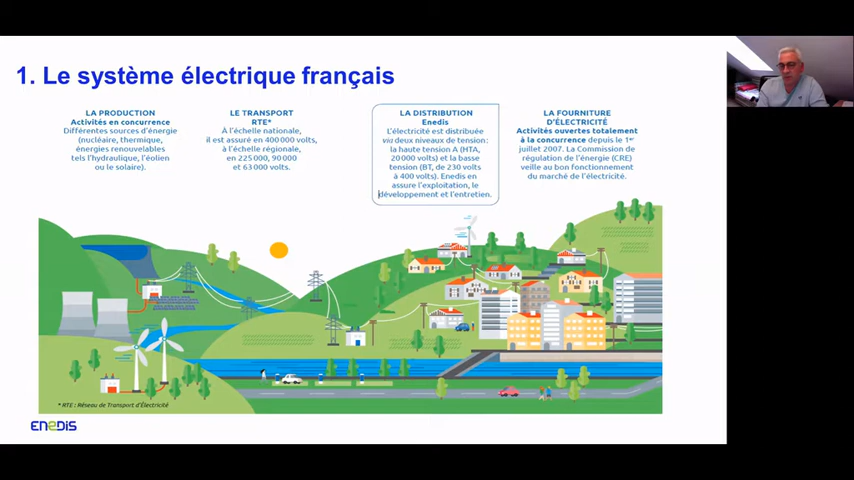 1. Le système électrique français
LA PRODUCTION
Activités en concurrence
Différentes sources d'énergie
(nucléaire, thermique,
énergies renouvelables
tels l'hydraulique, l'éolien
ou le solaire).
LE TRANSPORT
RTE*
À l'échelle nationale,
il est assuré en 400 000 volts,
à l'échelle régionale,
en 225 000, 90 000
et 63 000 volts.
LA DISTRIBUTION
Enedis
L'électricité est distribuée
via deux niveaux de tension :
la haute tension A (HTA,
20 000 volts) et la basse
tension (BT, de 230 volts
à 400 volts). Enedis en
assure l'exploitation, le
développement et l'entretien.
LA FOURNITURE
D'ÉLECTRICITÉ
Activités ouvertes totalement
à la concurrence depuis le 1er
juillet 2007. La Commission de
régulation de l'énergie (CRE)
veille au bon fonctionnement
du marché de l'électricité.
* RTE : Réseau de Transport d'Électricité
ENEDIS